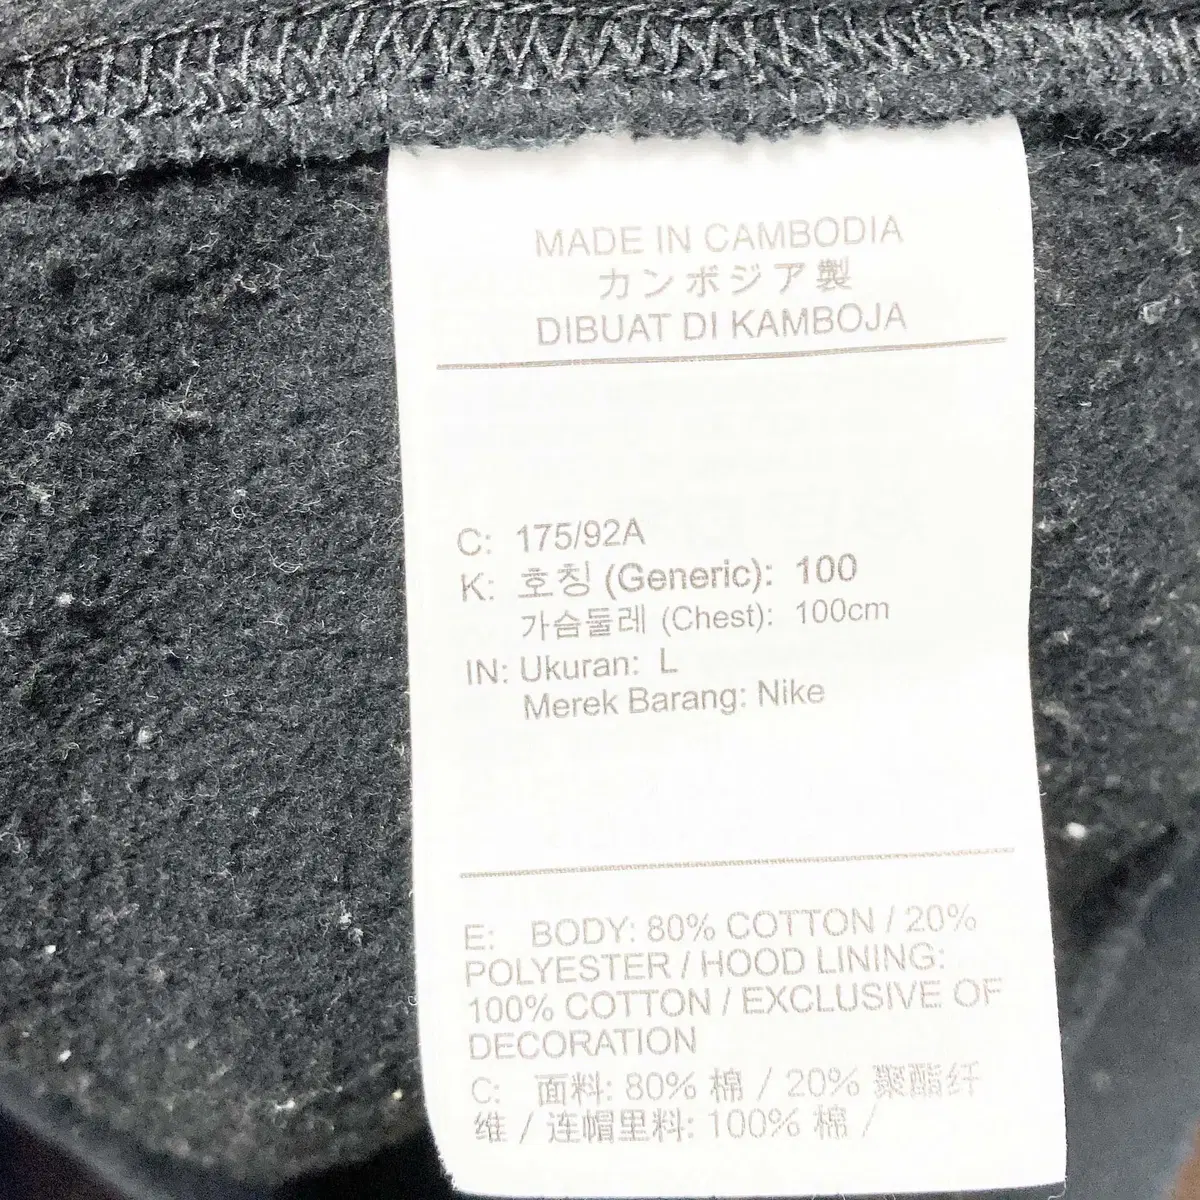 MADE IN CAMBODIA
カンボジア製
DIBUAT DI KAMBOJA
C: 175/92A
K: 호칭 (Generic): 100
가슴둘레 (Chest): 100cm
IN: Ukuran: L
Merek Barang: Nike
E: BODY: 80% COTTON / 20%
POLYESTER / HOOD LINING:
100% COTTON / EXCLUSIVE OF
DECORATION
C: 面料: 80% 棉 / 20% 聚酯纤
维 / 连帽里料: 100% 棉 /